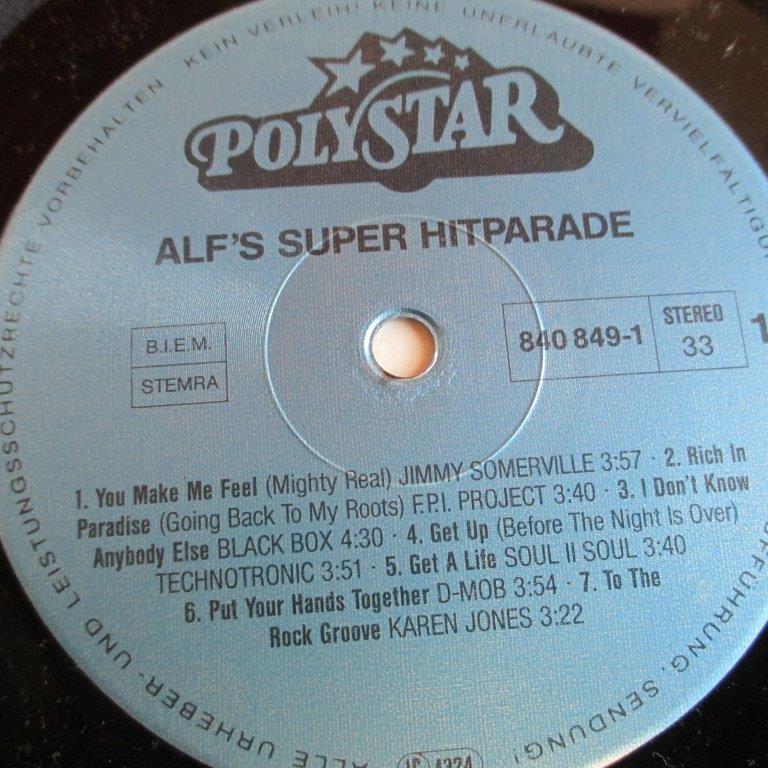 KEIN VERLEIH! KEINE UNERLAUBTE VERVIELFÄLTIGU
POLYSTAR
ALF'S SUPER HITPARADE
B.I.E.M.
STEMRA
840 849-1
STEREO
33
1
1. You Make Me Feel (Mighty Real) JIMMY SOMERVILLE 3:57 · 2. Rich In
Paradise (Going Back To My Roots) F.P.I. PROJECT 3:40 · 3. I Don't Know
Anybody Else BLACK BOX 4:30 · 4. Get Up (Before The Night Is Over)
TECHNOTRONIC 3:51 · 5. Get A Life SOUL II SOUL 3:40
6. Put Your Hands Together D-MOB 3:54 · 7. To The
Rock Groove KAREN JONES 3:22
FFÜHRUNG, SENDUNG!
ALLE URHEBER- UND LEISTUNGSSCHUTZRECHTE VORBEHALTEN